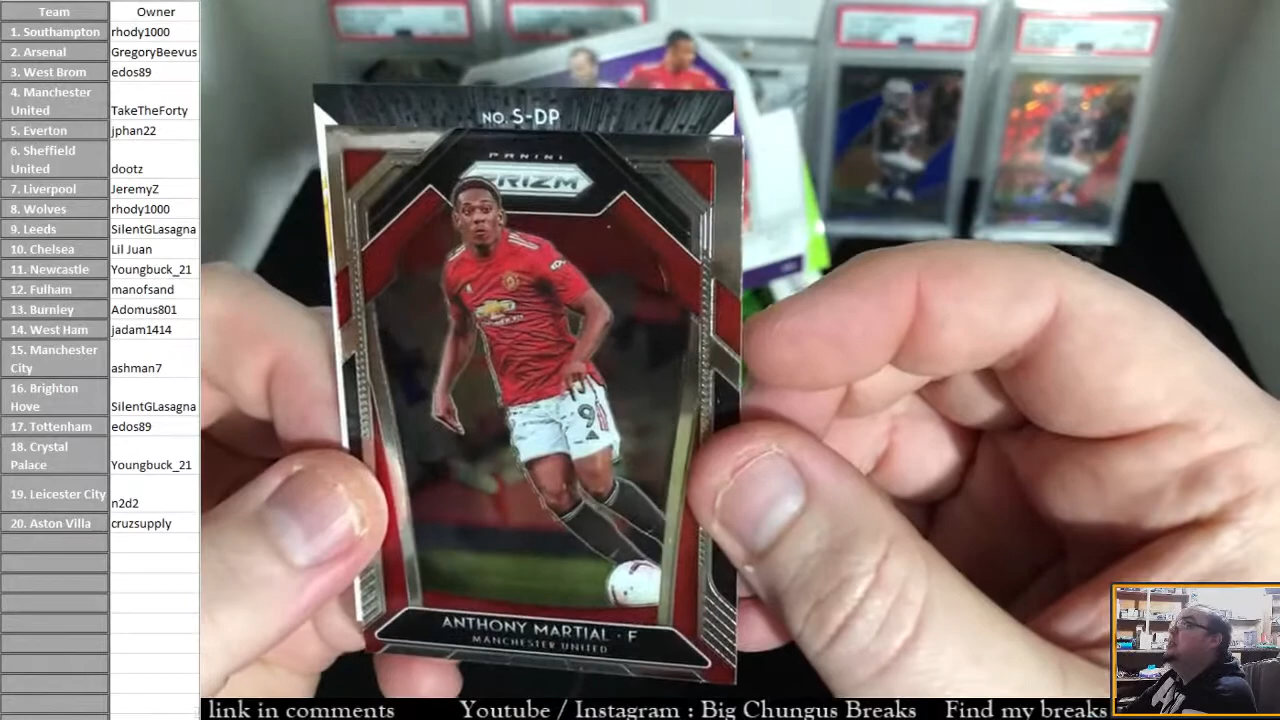 Team Owner
1. Southampton rhody1000
2. Arsenal GregoryBeevus
3. West Brom edos89
4. Manchester United TakeTheForty
5. Everton jphan22
6. Sheffield United dootz
7. Liverpool JeremyZ
8. Wolves rhody1000
9. Leeds SilentGLasagna
10. Chelsea Lil Juan
11. Newcastle Youngbuck_21
12. Fulham manofsand
13. Burnley Adomus801
14. West Ham jadam1414
15. Manchester City ashman7
16. Brighton Hove SilentGLasagna
17. Tottenham edos89
18. Crystal Palace Youngbuck_21
19. Leicester City n2d2
20. Aston Villa cruzsupply
NO. S-DP
PANINI
PRIZM
9
ANTHONY MARTIAL · F
MANCHESTER UNITED
link in comments Youtube / Instagram : Big Chungus Breaks Find my breaks